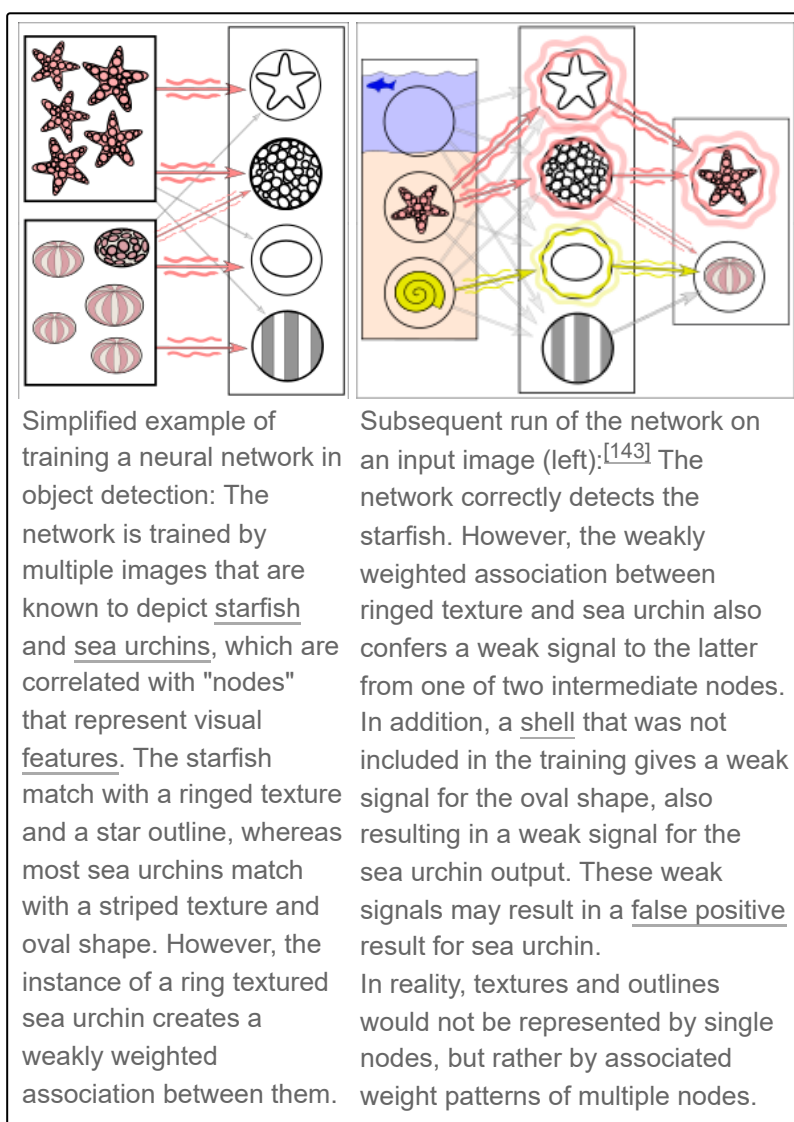 Simplified example of
training a neural network in
object detection: The
network is trained by
multiple images that are
known to depict starfish
and sea urchins, which are
correlated with "nodes"
that represent visual
features. The starfish
match with a ringed texture
and a star outline, whereas
most sea urchins match
with a striped texture and
oval shape. However, the
instance of a ring textured
sea urchin creates a
weakly weighted
association between them.
Subsequent run of the network on
an input image (left):[143] The
network correctly detects the
starfish. However, the weakly
weighted association between
ringed texture and sea urchin also
confers a weak signal to the latter
from one of two intermediate nodes.
In addition, a shell that was not
included in the training gives a weak
signal for the oval shape, also
resulting in a weak signal for the
sea urchin output. These weak
signals may result in a false positive
result for sea urchin.
In reality, textures and outlines
would not be represented by single
nodes, but rather by associated
weight patterns of multiple nodes.